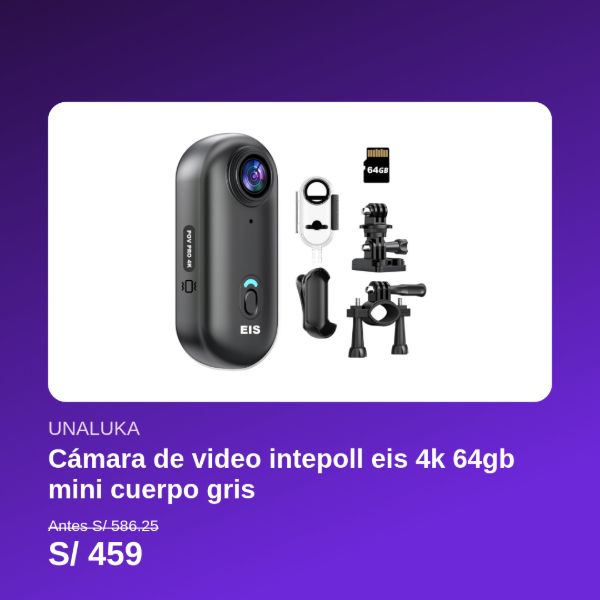 64GB
POV PRO 4K
EIS
UNALUKA
Cámara de video intepoll eis 4k 64gb
mini cuerpo gris
Antes S/ 586.25
S/ 459